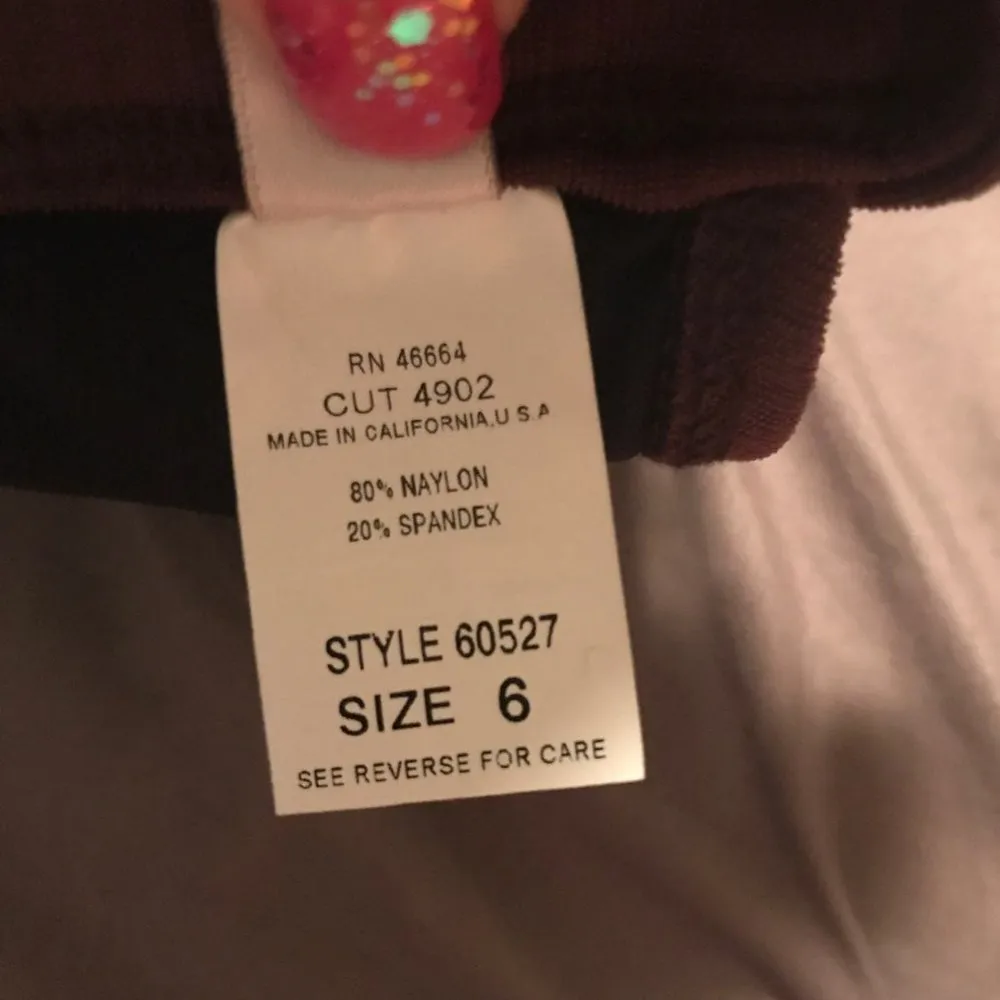 RN 46664
CUT 4902
MADE IN CALIFORNIA,U S.A
80% NAYLON
20% SPANDEX
STYLE 60527
SIZE 6
SEE REVERSE FOR CARE